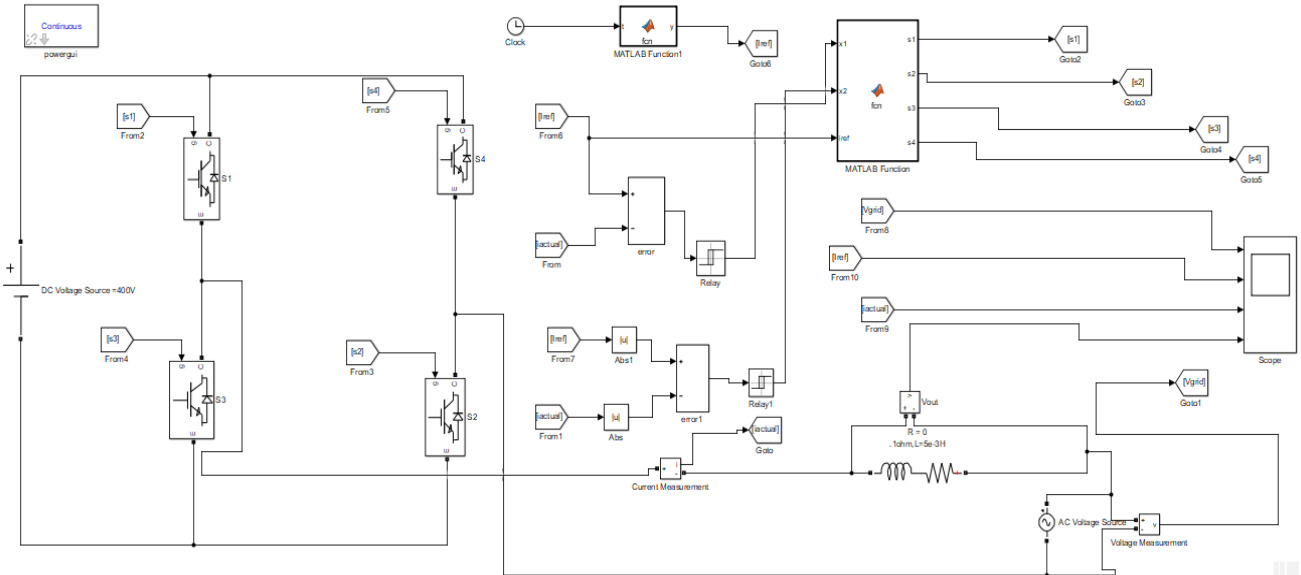 Continuous
powergui
Clock
t
y
fcn
MATLAB Function1
[Iref]
Goto6
x1
x2
Iref
fcn
s1
s2
s3
s4
MATLAB Function
[s1]
Goto2
[s2]
Goto3
[s3]
Goto4
[s4]
Goto5
[s1]
From2
g
C
E
S1
[s4]
From5
g
C
E
S4
[Iref]
From6
[iactual]
From
+
-
error
Relay
[Vgrid]
From8
[Iref]
From10
[iactual]
From9
Scope
+
DC Voltage Source =400V
[s3]
From4
g
C
E
S3
[s2]
From3
g
C
E
S2
[Iref]
From7
|u|
Abs1
[iactual]
From1
|u|
Abs
+
-
error1
Relay1
[iactual]
Goto
+
i
-
Current Measurement
v
+ -
Vout
R = 0
.1ohm,L=5e-3H
+
[Vgrid]
Goto1
AC Voltage Source
+
-
v
Voltage Measurement